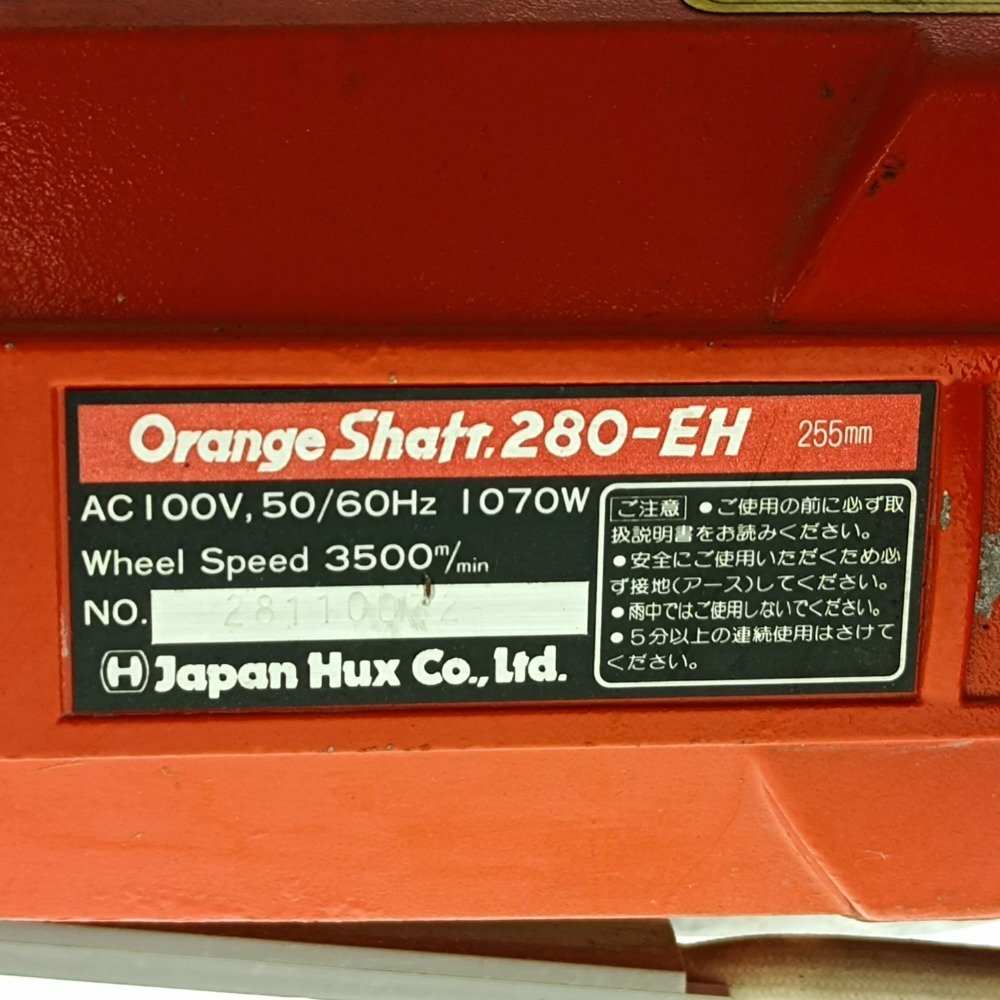 Orange Shatr. 280-EH 255mm
AC 100V, 50/60Hz 1070W
Wheel Speed 3500m/min
NO.
H Japan Hux Co., Ltd.
ご注意 ●ご使用の前に必ず取
扱説明書をお読みください。
●安全にご使用いただくため必
ず接地(アース)してください。
●雨中ではご使用しないでください。
●5分以上の連続使用はさけて
ください。